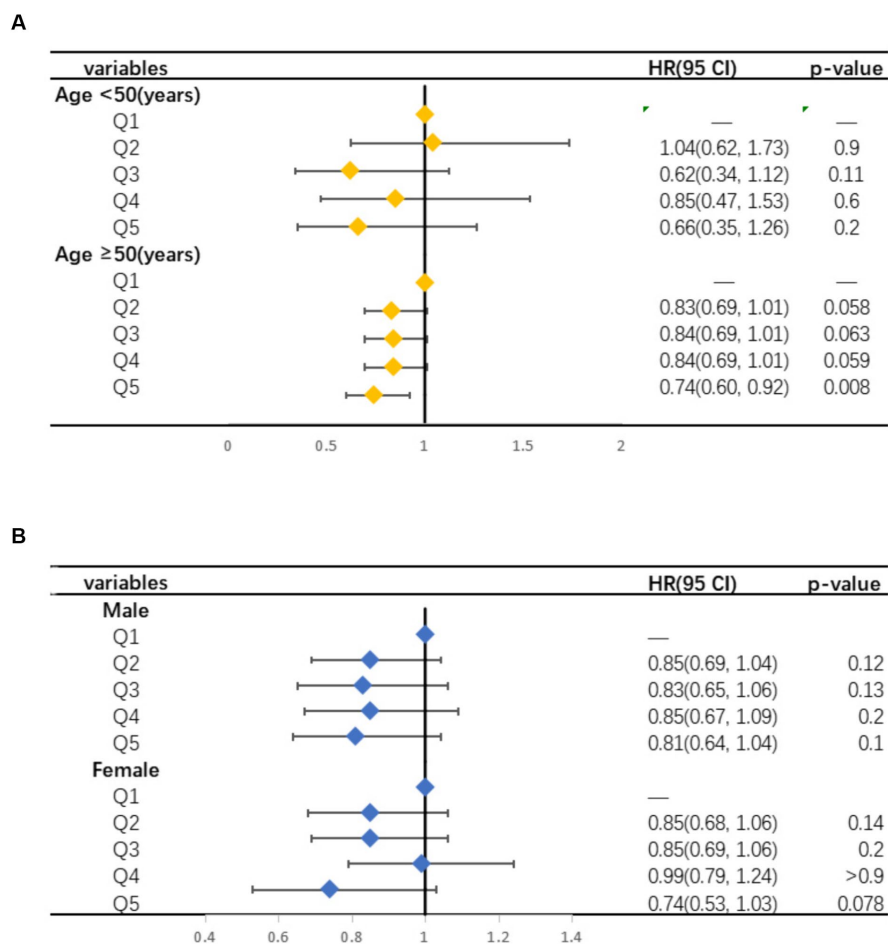 A
variables HR(95 CI) p-value
Age <50(years)
Q1 — —
Q2 1.04(0.62, 1.73) 0.9
Q3 0.62(0.34, 1.12) 0.11
Q4 0.85(0.47, 1.53) 0.6
Q5 0.66(0.35, 1.26) 0.2
Age ≥50(years)
Q1 — —
Q2 0.83(0.69, 1.01) 0.058
Q3 0.84(0.69, 1.01) 0.063
Q4 0.84(0.69, 1.01) 0.059
Q5 0.74(0.60, 0.92) 0.008
0 0.5 1 1.5 2
B
variables HR(95 CI) p-value
Male
Q1 —
Q2 0.85(0.69, 1.04) 0.12
Q3 0.83(0.65, 1.06) 0.13
Q4 0.85(0.67, 1.09) 0.2
Q5 0.81(0.64, 1.04) 0.1
Female
Q1 —
Q2 0.85(0.68, 1.06) 0.14
Q3 0.85(0.69, 1.06) 0.2
Q4 0.99(0.79, 1.24) >0.9
Q5 0.74(0.53, 1.03) 0.078
0.4 0.6 0.8 1 1.2 1.4